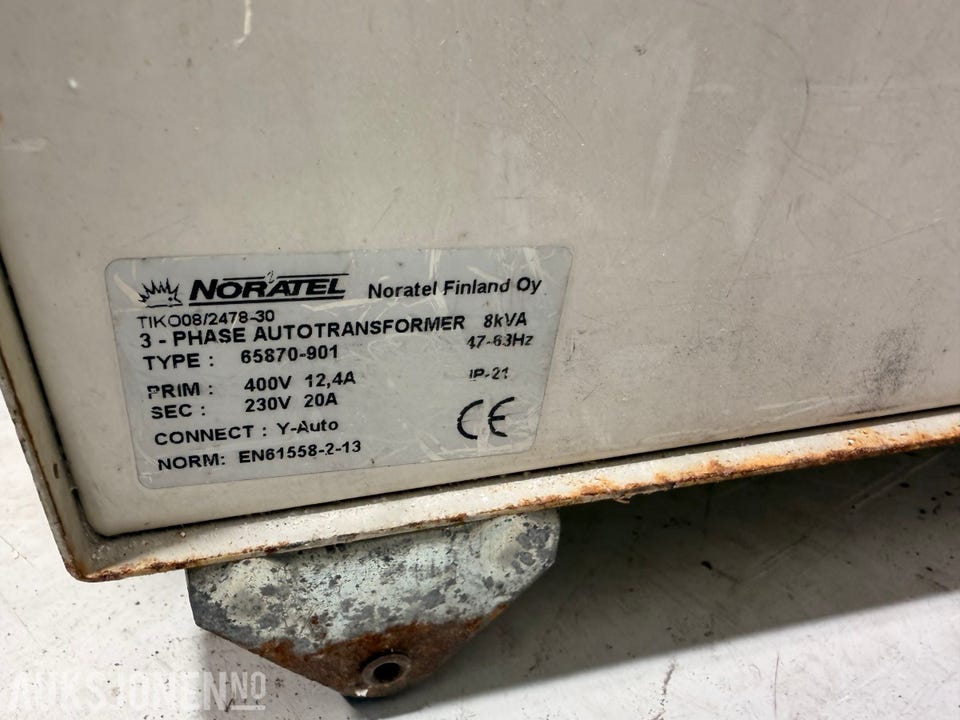 NORATEL Noratel Finland Oy
TIKO08/2478-30
3 - PHASE AUTOTRANSFORMER 8kVA
TYPE : 65870-901 47-63Hz
PRIM : 400V 12,4A IP-21
SEC : 230V 20A
CONNECT : Y-Auto CE
NORM: EN61558-2-13
AUKSJONEN.NO